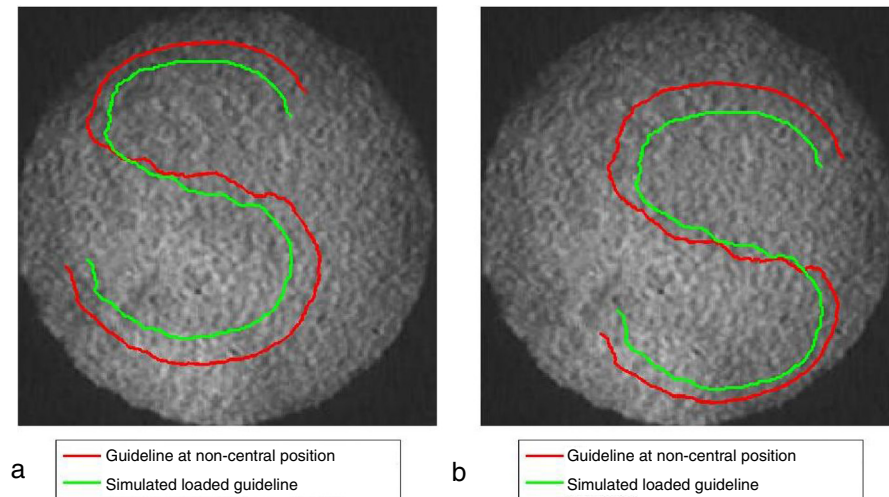 a
Guideline at non-central position
Simulated loaded guideline
b
Guideline at non-central position
Simulated loaded guideline